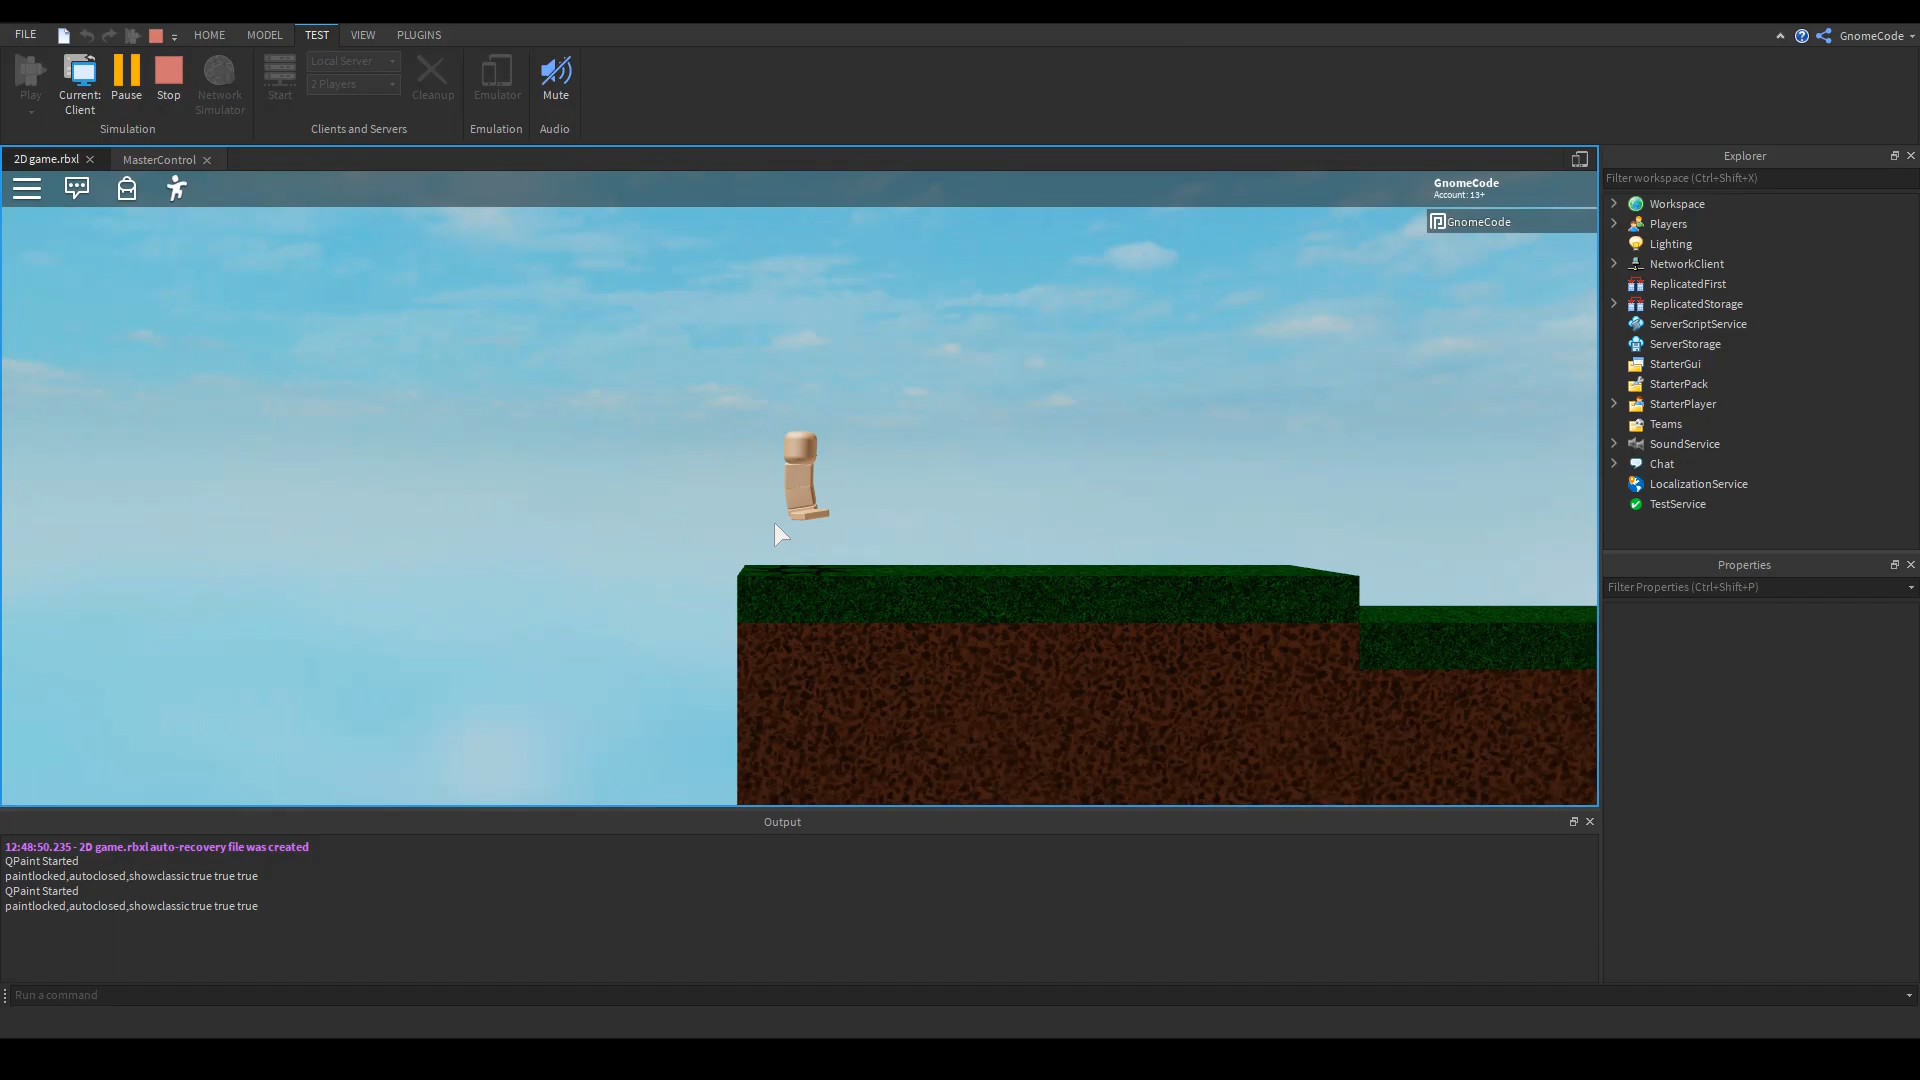 FILE
HOME
MODEL
TEST
VIEW
PLUGINS
GnomeCode
Play
Current:
Client
Pause
Stop
Network
Simulator
Simulation
Start
Local Server
2 Players
Cleanup
Clients and Servers
Emulator
Emulation
Mute
Audio
2D game.rbxl
MasterControl
GnomeCode
Account: 13+
GnomeCode
Explorer
Filter workspace (Ctrl+Shift+X)
Workspace
Players
Lighting
NetworkClient
ReplicatedFirst
ReplicatedStorage
ServerScriptService
ServerStorage
StarterGui
StarterPack
StarterPlayer
Teams
SoundService
Chat
LocalizationService
TestService
Properties
Filter Properties (Ctrl+Shift+P)
Output
12:48:50.235 - 2D game.rbxl auto-recovery file was created
QPaint Started
paintlocked,autoclosed,showclassic true true true
QPaint Started
paintlocked,autoclosed,showclassic true true true
Run a command